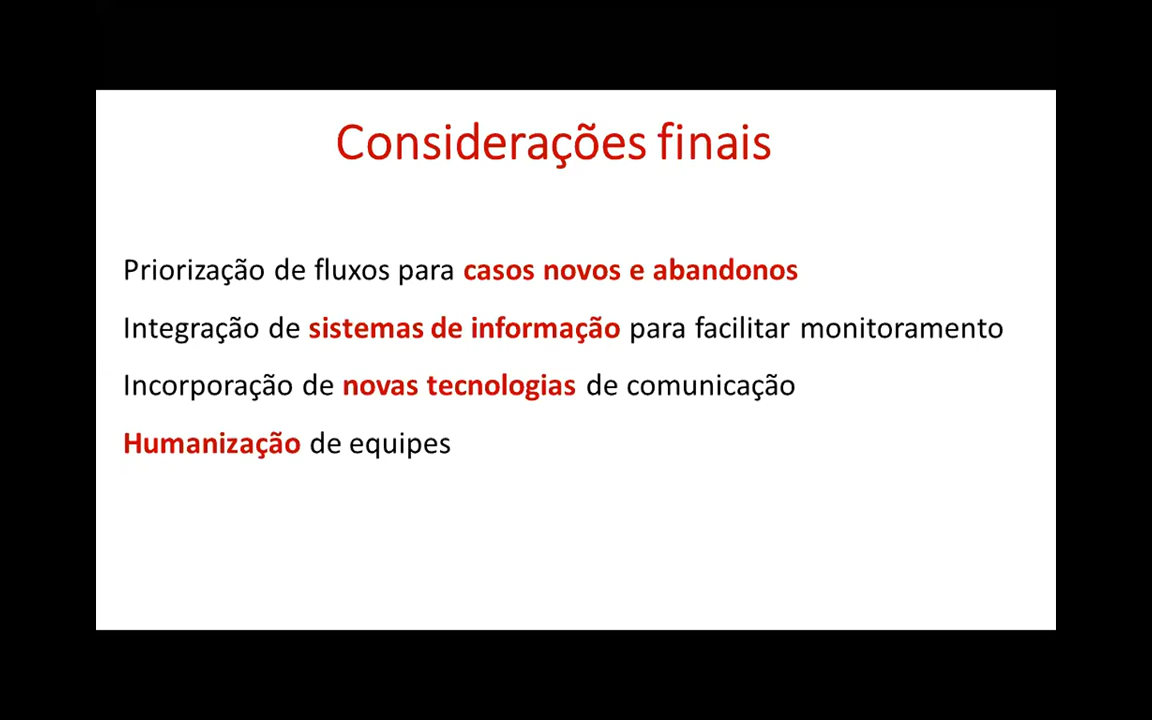 Considerações finais
Priorização de fluxos para casos novos e abandonos
Integração de sistemas de informação para facilitar monitoramento
Incorporação de novas tecnologias de comunicação
Humanização de equipes